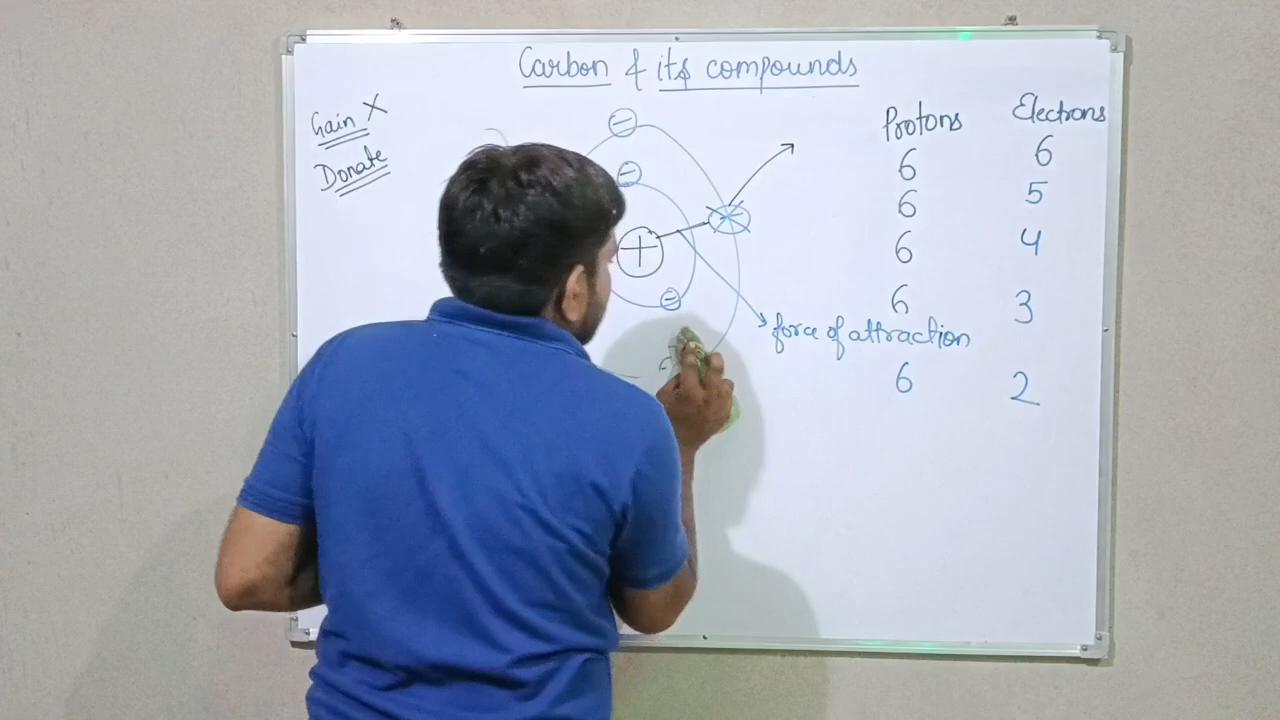 Carbon & its compounds
Gain X
Donate
Protons Electrons
6 6
6 5
6 4
6 3
force of attraction
6 2